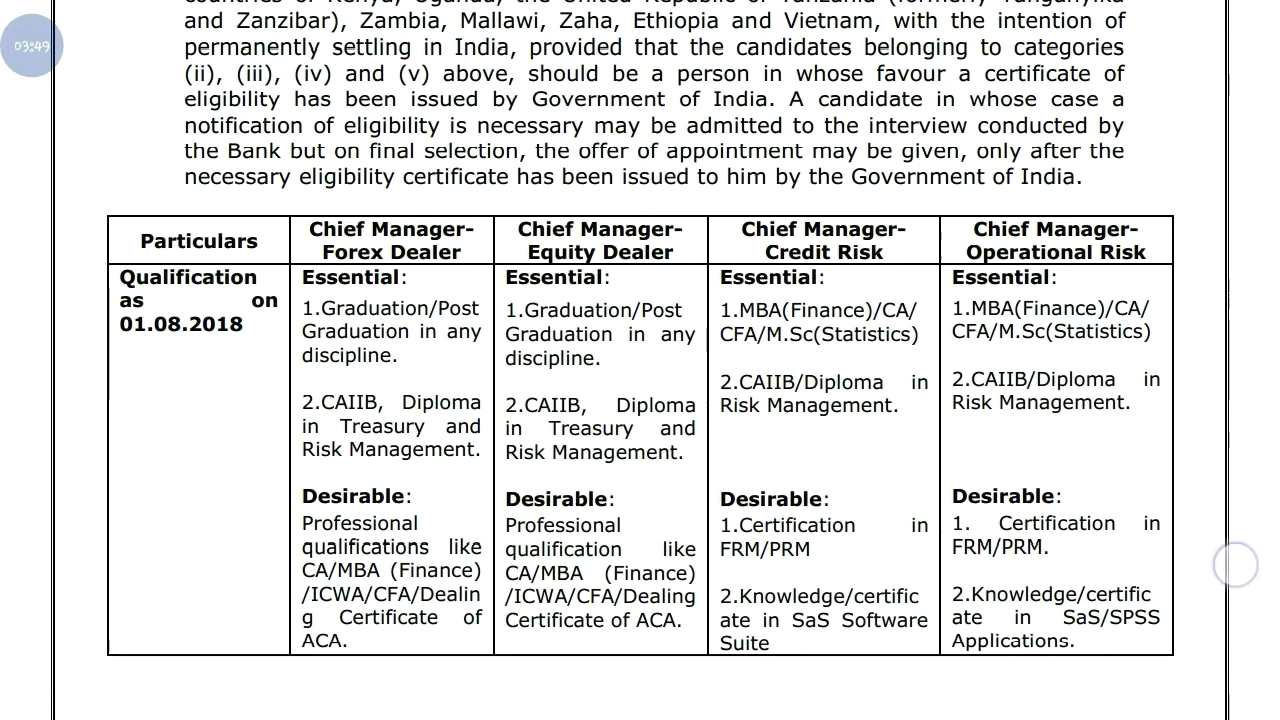 countries of Kenya, Uganda, the United Republic of Tanzania (formerly Tanganyika
and Zanzibar), Zambia, Mallawi, Zaha, Ethiopia and Vietnam, with the intention of
03:49
permanently settling in India, provided that the candidates belonging to categories
(ii), (iii), (iv) and (v) above, should be a person in whose favour a certificate of
eligibility has been issued by Government of India. A candidate in whose case a
notification of eligibility is necessary may be admitted to the interview conducted by
the Bank but on final selection, the offer of appointment may be given, only after the
necessary eligibility certificate has been issued to him by the Government of India.
Particulars
Chief Manager-
Forex Dealer
Chief Manager-
Equity Dealer
Chief Manager-
Credit Risk
Chief Manager-
Operational Risk
Qualification
as on
01.08.2018
Essential:
1.Graduation/Post
Graduation in any
discipline.
2.CAIIB, Diploma
in Treasury and
Risk Management.
Desirable:
Professional
qualifications like
CA/MBA (Finance)
/ICWA/CFA/Dealin
g Certificate of
ACA.
Essential:
1.Graduation/Post
Graduation in any
discipline.
2.CAIIB, Diploma
in Treasury and
Risk Management.
Desirable:
Professional
qualification like
CA/MBA (Finance)
/ICWA/CFA/Dealing
Certificate of ACA.
Essential:
1.MBA(Finance)/CA/
CFA/M.Sc(Statistics)
2.CAIIB/Diploma in
Risk Management.
Desirable:
1.Certification in
FRM/PRM
2.Knowledge/certific
ate in SaS Software
Suite
Essential:
1.MBA(Finance)/CA/
CFA/M.Sc(Statistics)
2.CAIIB/Diploma in
Risk Management.
Desirable:
1. Certification in
FRM/PRM.
2.Knowledge/certific
ate in SaS/SPSS
Applications.